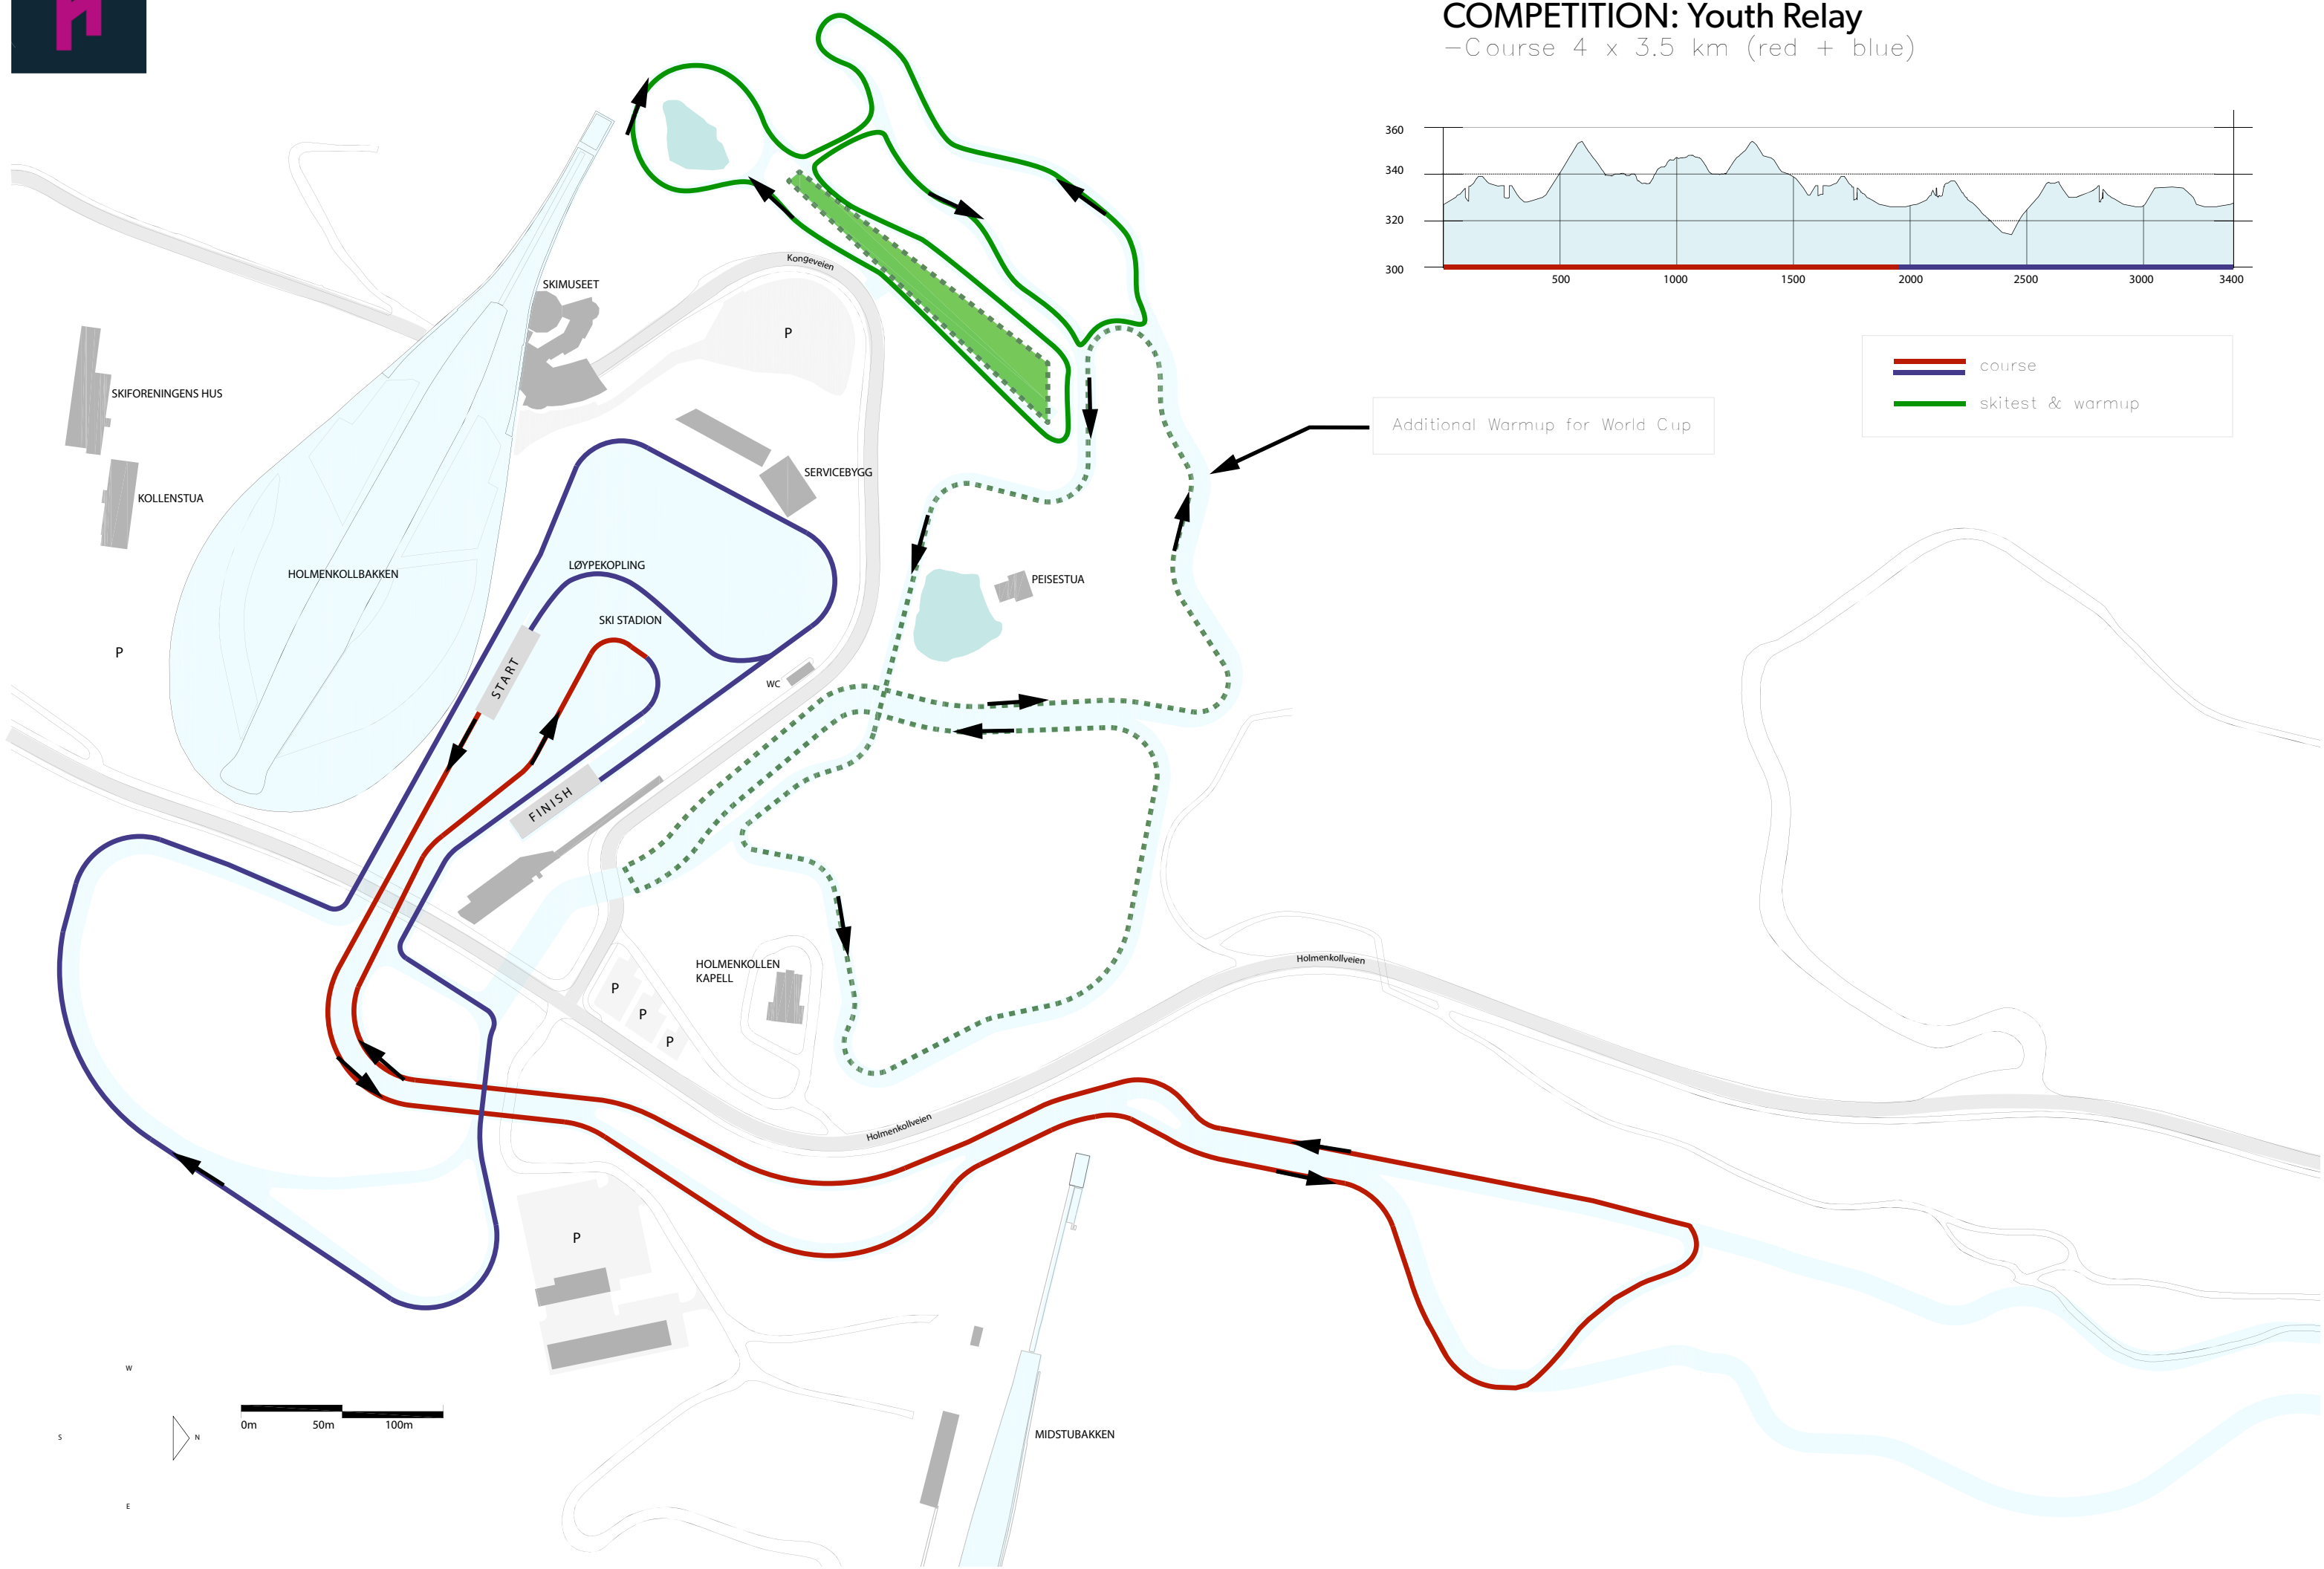 COMPETITION: Youth Relay
-Course 4 x 3.5 km (red + blue)
360
340
320
300
500
1000
1500
2000
2500
3000
3400
course
skitest & warmup
Additional Warmup for World Cup
Kongeveien
SKIMUSEET
P
SKIFORENINGENS HUS
SERVICEBYGG
KOLLENSTUA
LØYPEKOPLING
HOLMENKOLLBAKKEN
PEISESTUA
SKI STADION
P
START
WC
FINISH
HOLMENKOLLEN
KAPELL
Holmenkollveien
P
P
P
Holmenkollveien
P
W
S
N
E
0m
50m
100m
MIDSTUBAKKEN